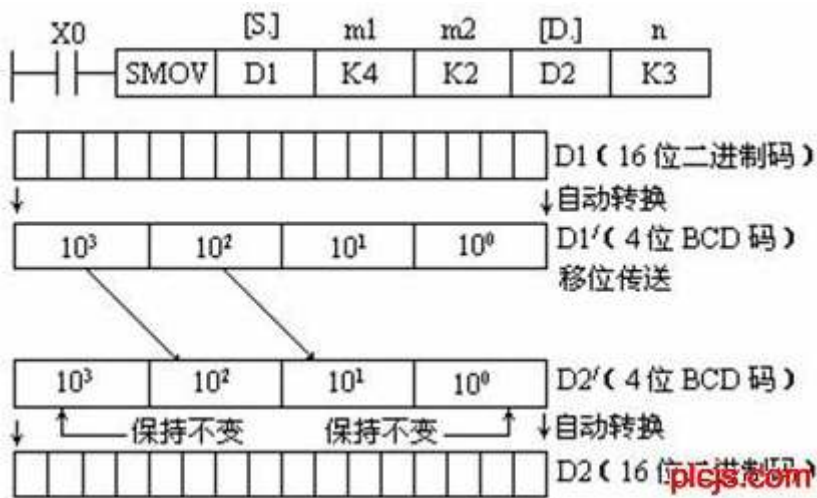 X0 [S.] m1 m2 [D.] n
SMOV D1 K4 K2 D2 K3
D1 ( 16 位二进制码 )
↓ ↓自动转换
10³ 10² 10¹ 10⁰ D1′( 4 位 BCD 码 )
移位传送
10³ 10² 10¹ 10⁰ D2′( 4 位 BCD 码 )
↓ 保持不变 保持不变 ↓自动转换
D2 ( 16 位
plcjs.com